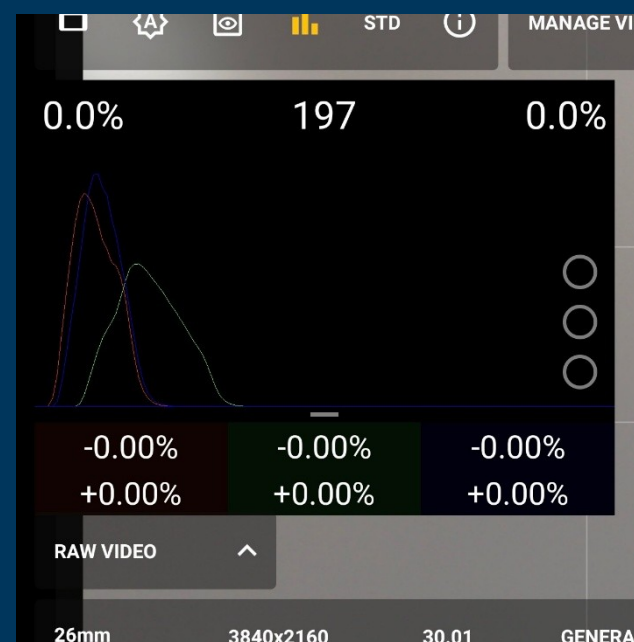 A
STD
MANAGE VI
0.0%
197
0.0%
-0.00%
-0.00%
-0.00%
+0.00%
+0.00%
+0.00%
RAW VIDEO
26mm
3840x2160
30.01
GENERA